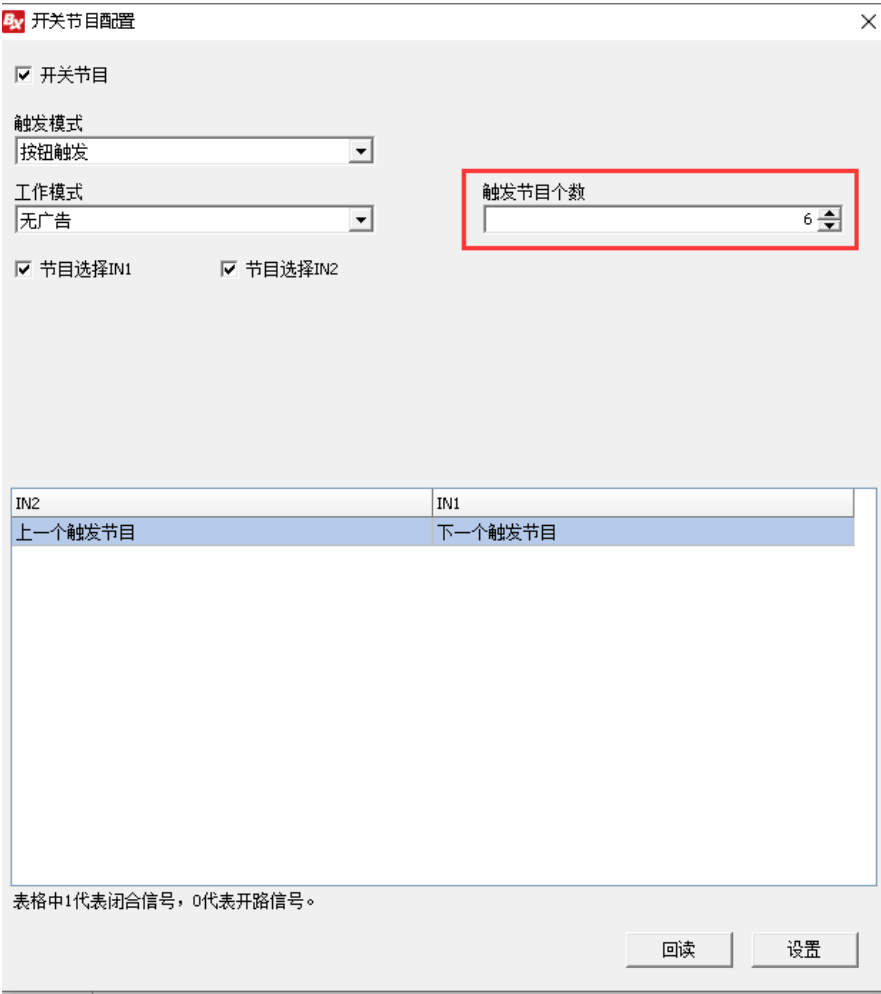 BX 开关节目配置
开关节目
触发模式
按钮触发
工作模式
触发节目个数
无广告
6
节目选择IN1 节目选择IN2
IN2 IN1
上一个触发节目 下一个触发节目
表格中1代表闭合信号，0代表开路信号。
回读 设置